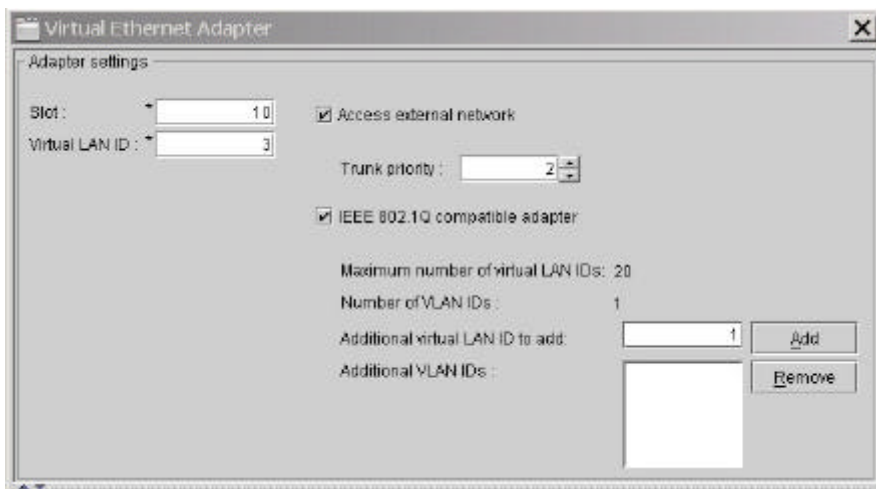 Virtual Ethernet Adapter
Adapter settings
Slot : * 10
Virtual LAN ID : * 3
Access external network
Trunk priority : 2
IEEE 802.1Q compatible adapter
Maximum number of virtual LAN IDs: 20
Number of VLAN IDs : 1
Additional virtual LAN ID to add: 1 Add
Additional VLAN IDs : Remove